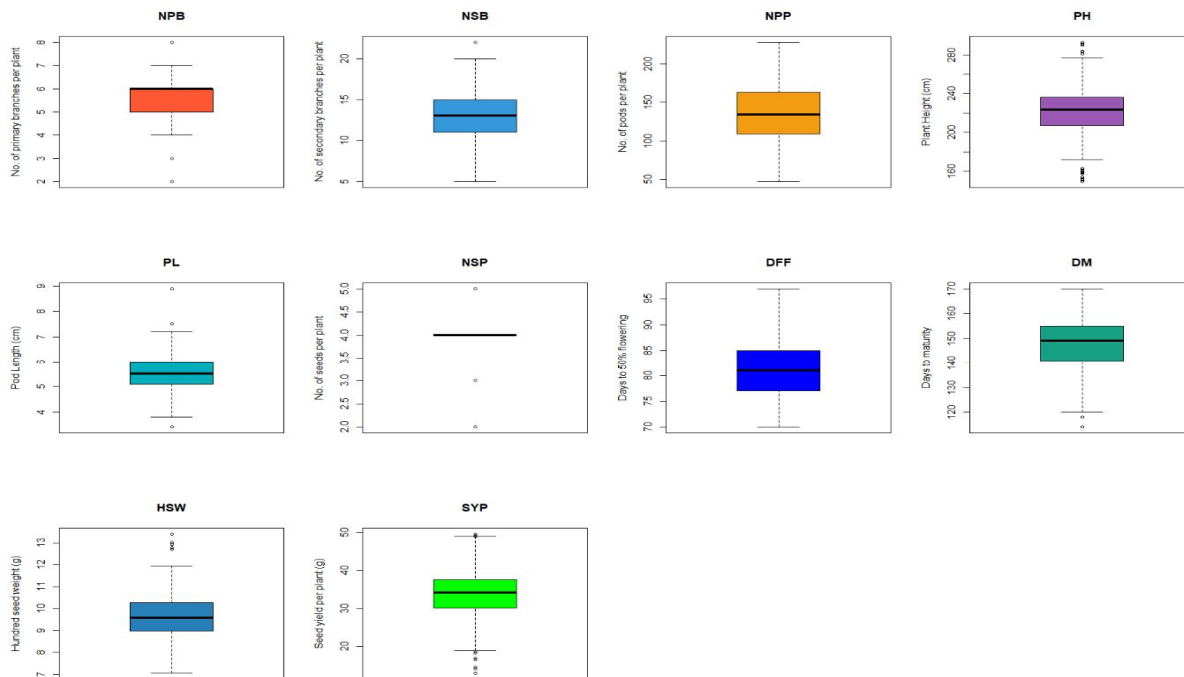 NPB
No. of primary branches per plant
8
7
6
5
4
3
2
NSB
No. of secondary branches per plant
20
15
10
5
NPP
No. of pods per plant
200
150
100
50
PH
Plant Height (cm)
280
240
200
160
PL
Pod Length (cm)
9
8
7
6
5
4
NSP
No. of seeds per plant
5.0
4.5
4.0
3.5
3.0
2.5
2.0
DFF
Days to 50% flowering
95
90
85
80
75
70
DM
Days to maturity
170
160
150
140
130
120
HSW
Hundred seed weight (g)
13
12
11
10
9
8
7
SYP
Seed yield per plant (g)
50
40
30
20